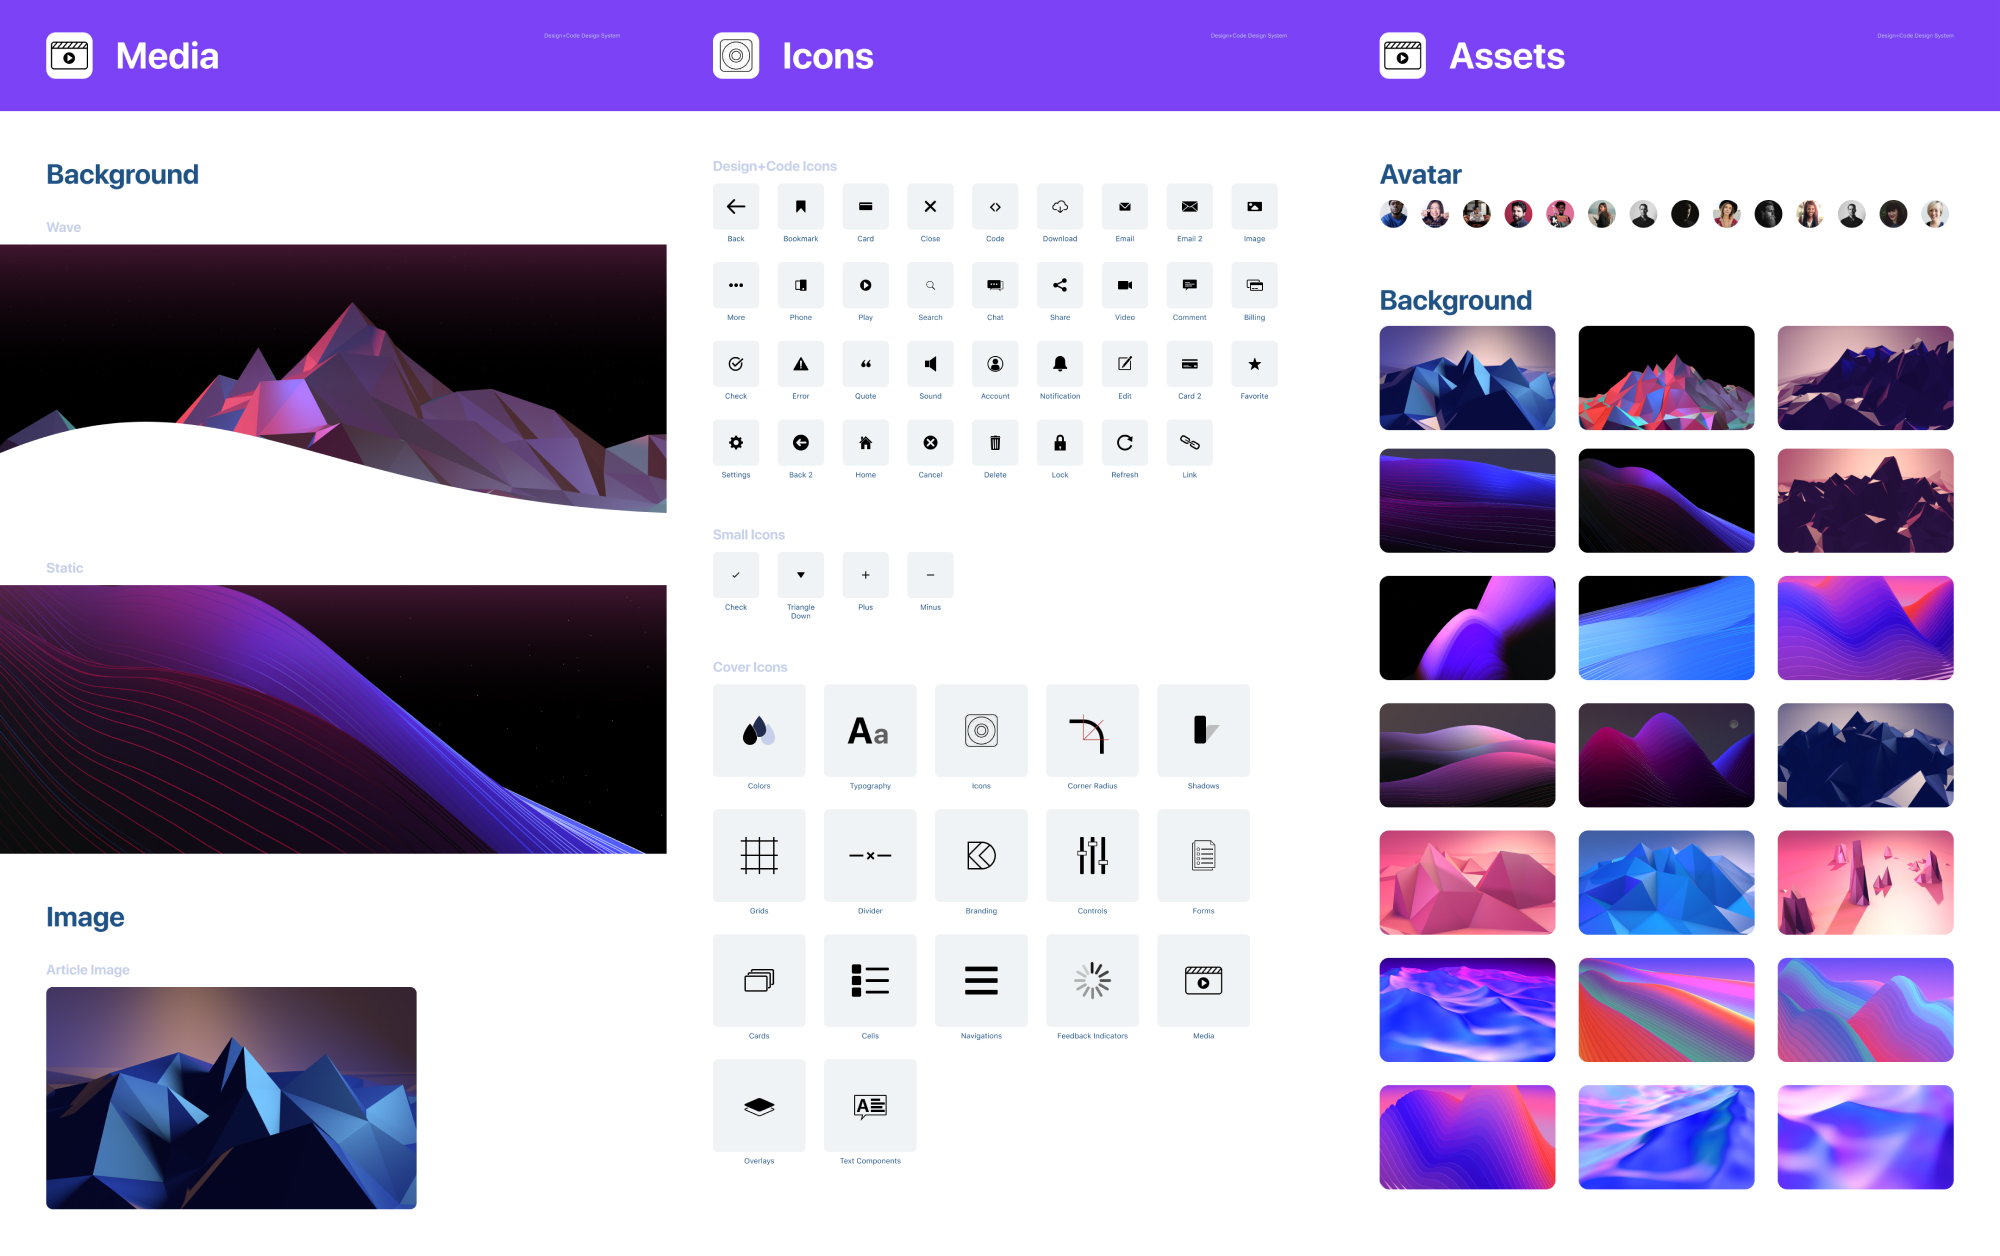 Media
Design+Code Design System
Background
Wave
Static
Image
Article Image
Icons
Design+Code Design System
Design+Code Icons
Back
Bookmark
Card
Close
Code
Download
Email
Email 2
Image
More
Phone
Play
Search
Chat
Share
Video
Comment
Billing
Check
Error
Quote
Sound
Account
Notification
Edit
Card 2
Favorite
Settings
Back 2
Home
Cancel
Delete
Lock
Refresh
Link
Small Icons
Check
Triangle
Down
Plus
Minus
Cover Icons
Aa
Colors
Typography
Icons
Corner Radius
Shadows
Grids
Divider
Branding
Controls
Forms
Cards
Cells
Navigations
Feedback Indicators
Media
A
Overlays
Text Components
Assets
Design+Code Design System
Avatar
Background